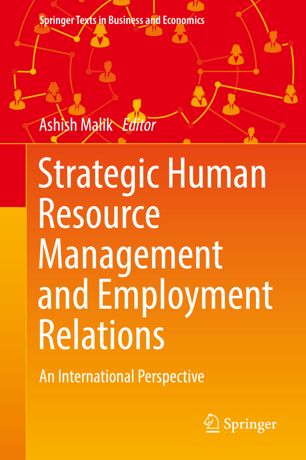 Springer Texts in Business and Economics
Ashish Malik Editor
Strategic Human
Resource
Management
and Employment
Relations
An International Perspective
Springer